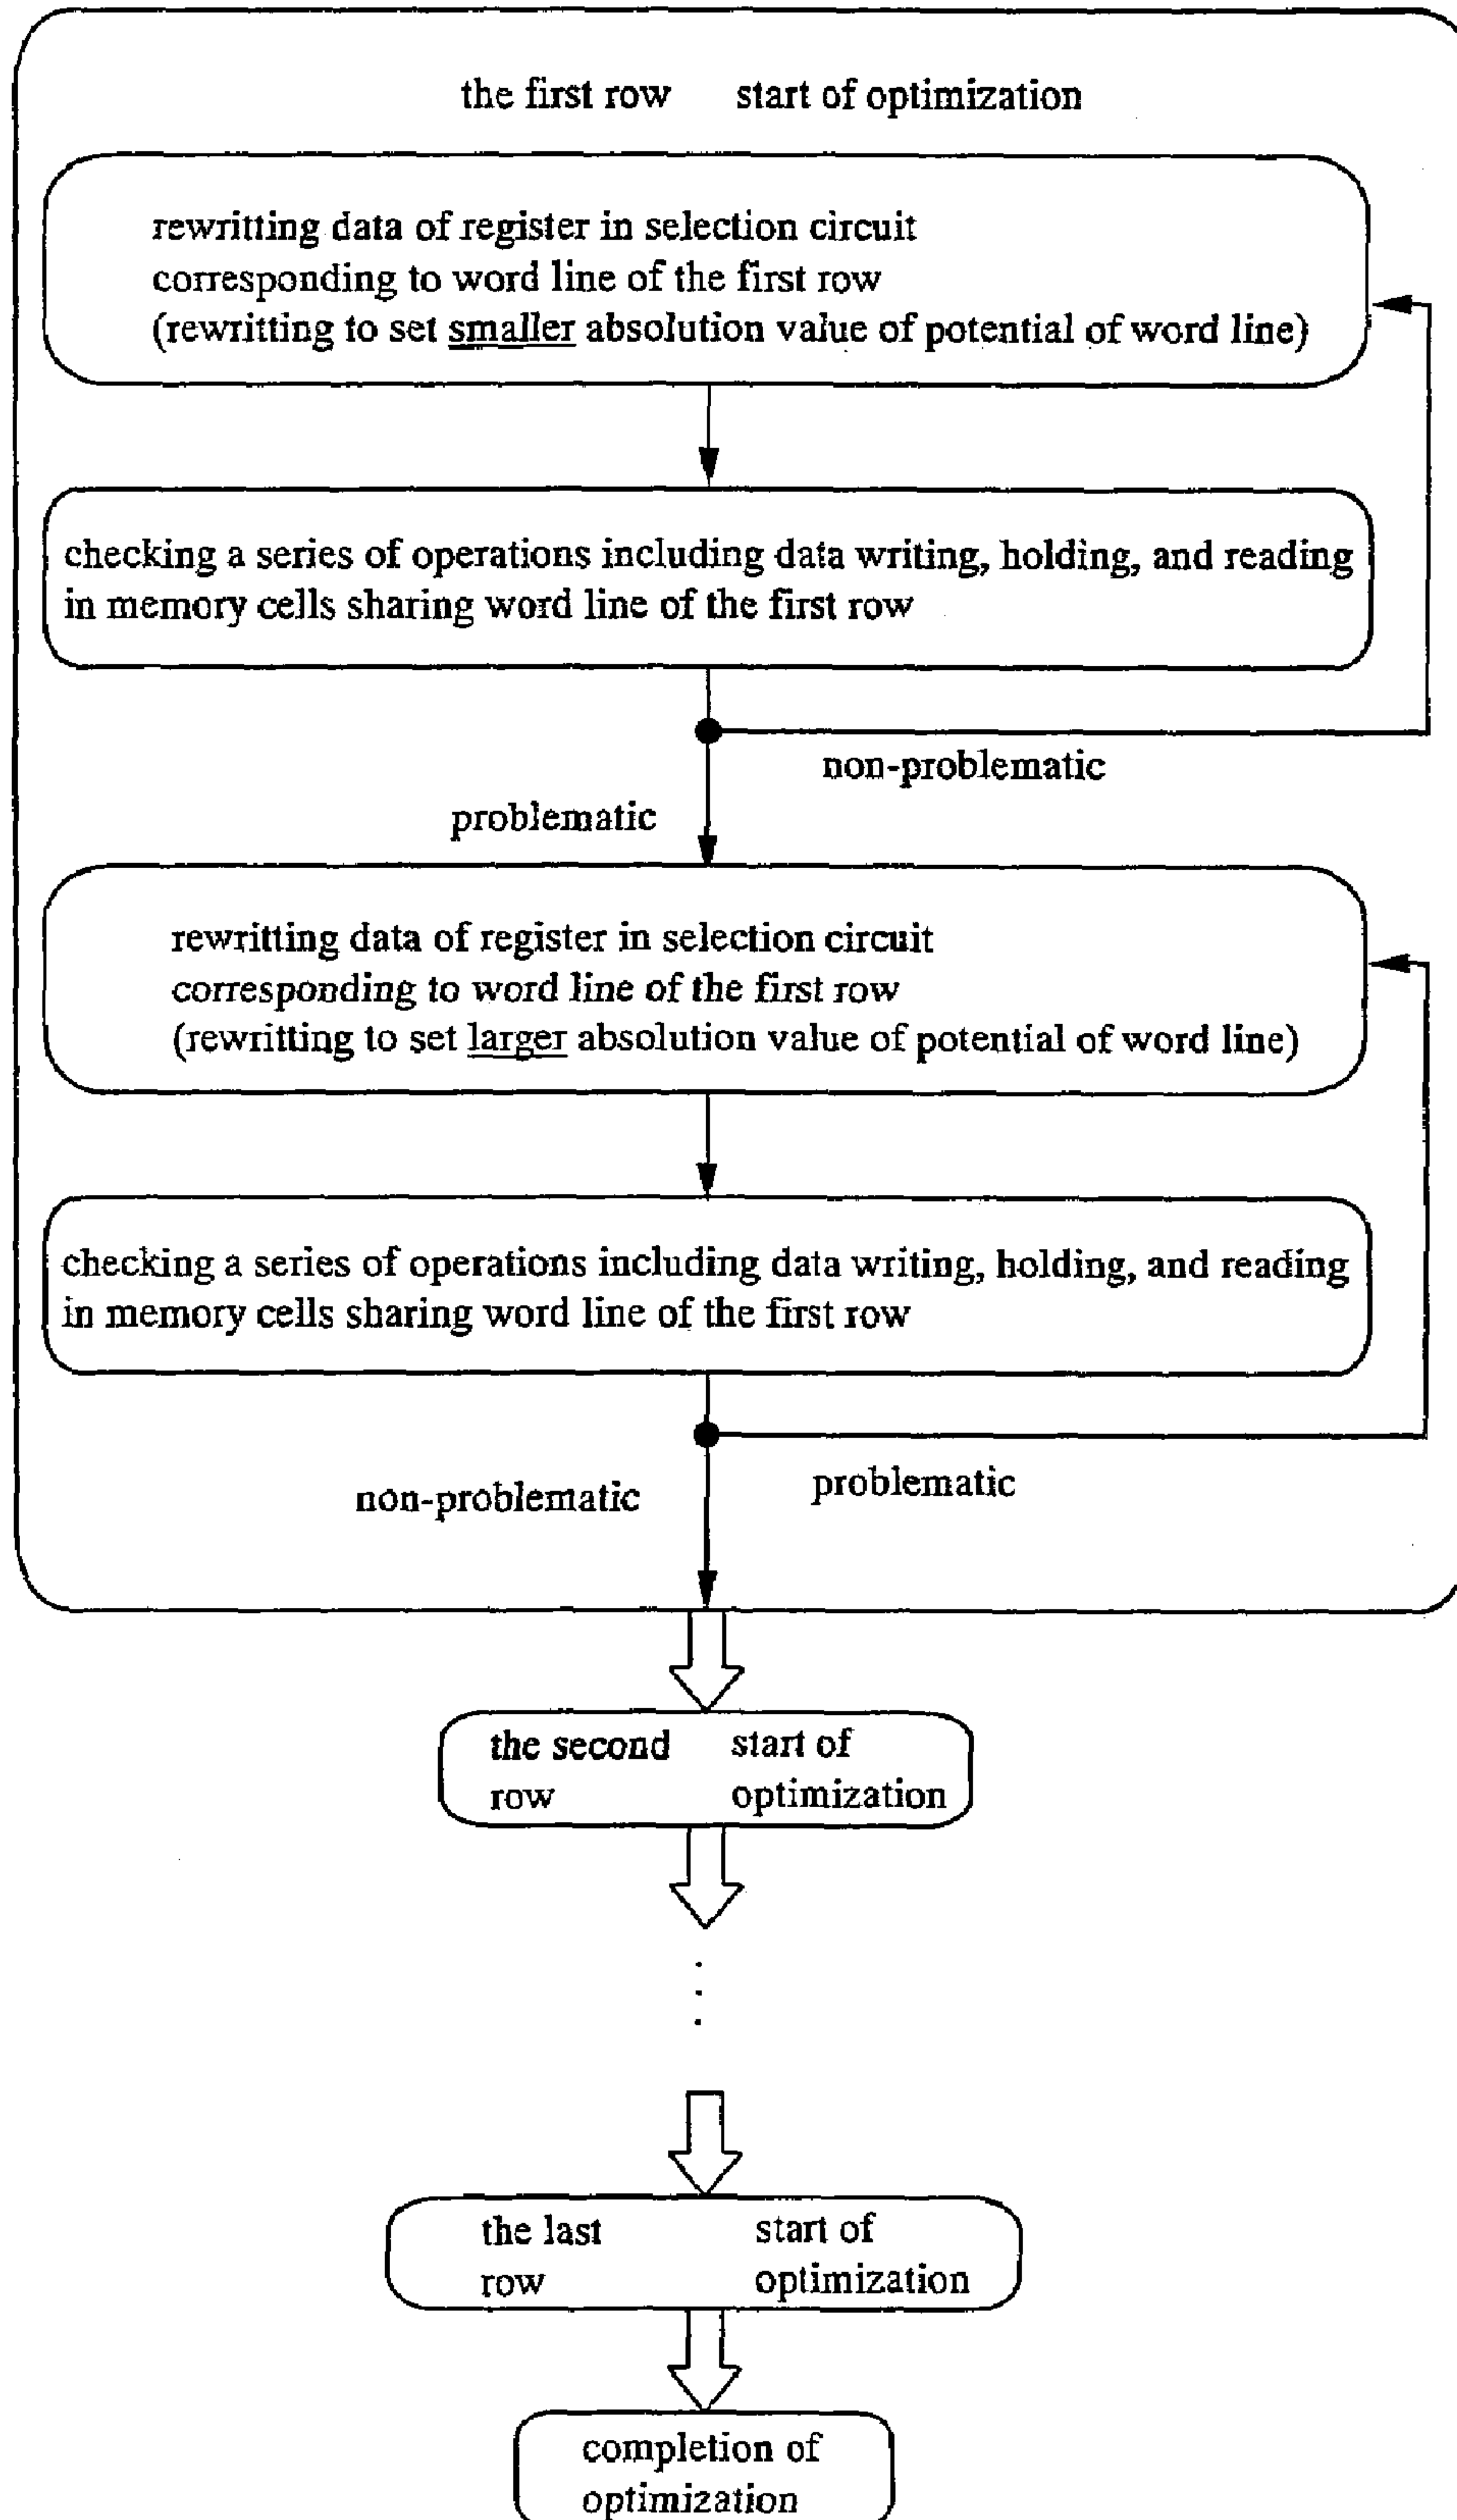 the first row start of optimization
rewritting data of register in selection circuit
corresponding to word line of the first row
(rewritting to set smaller absolution value of potential of word line)
checking a series of operations including data writing, holding, and reading
in memory cells sharing word line of the first row
non-problematic
problematic
rewritting data of register in selection circuit
corresponding to word line of the first row
(rewritting to set larger absolution value of potential of word line)
checking a series of operations including data writing, holding, and reading
in memory cells sharing word line of the first row
problematic
non-problematic
the second start of
row optimization
the last start of
row optimization
completion of
optimization